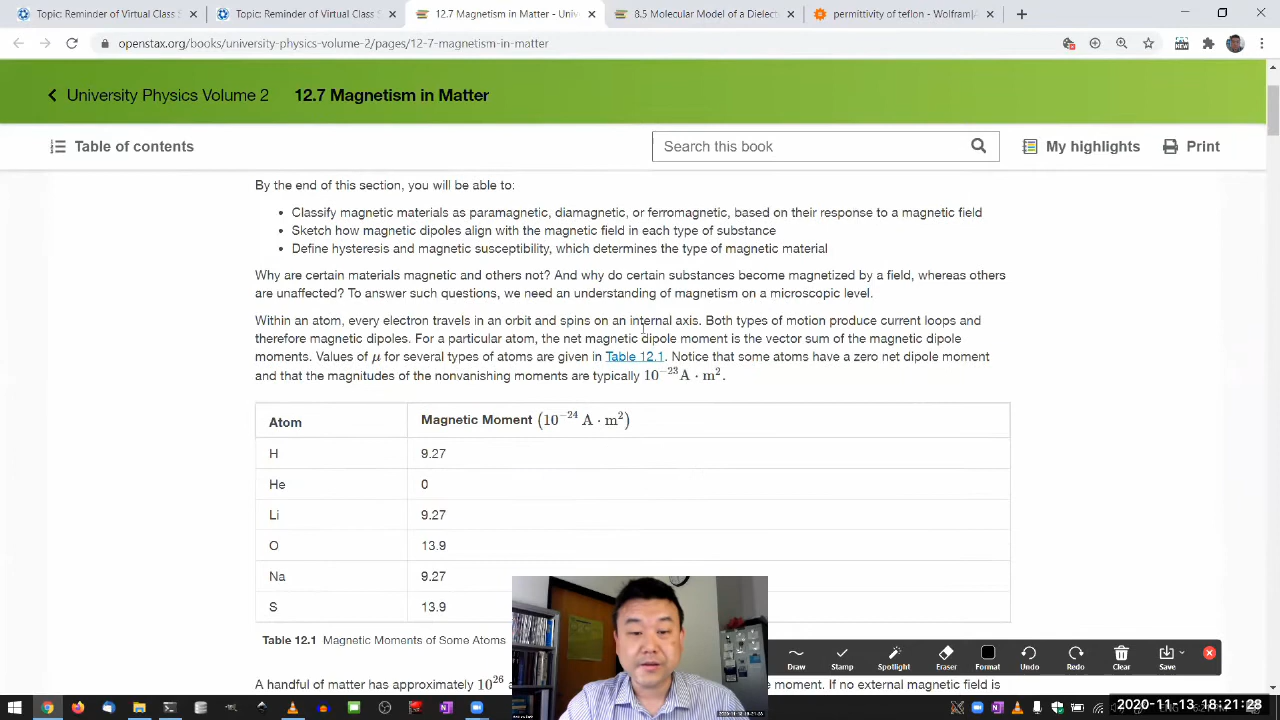 Topic Remeeting of Virtual Class S
Topic Remeeting of Virtual Class S
12.7 Magnetism in Matter - Univ
8.5 Molecular Model of a Dielect
permittivity of teflon - Wolfram|A
openstax.org/books/university-physics-volume-2/pages/12-7-magnetism-in-matter
University Physics Volume 2 12.7 Magnetism in Matter
Table of contents
Search this book
My highlights
Print
By the end of this section, you will be able to:
• Classify magnetic materials as paramagnetic, diamagnetic, or ferromagnetic, based on their response to a magnetic field
• Sketch how magnetic dipoles align with the magnetic field in each type of substance
• Define hysteresis and magnetic susceptibility, which determines the type of magnetic material
Why are certain materials magnetic and others not? And why do certain substances become magnetized by a field, whereas others
are unaffected? To answer such questions, we need an understanding of magnetism on a microscopic level.
Within an atom, every electron travels in an orbit and spins on an internal axis. Both types of motion produce current loops and
therefore magnetic dipoles. For a particular atom, the net magnetic dipole moment is the vector sum of the magnetic dipole
moments. Values of μ for several types of atoms are given in Table 12.1. Notice that some atoms have a zero net dipole moment
and that the magnitudes of the nonvanishing moments are typically 10⁻²³ A · m².
Atom Magnetic Moment (10⁻²⁴ A · m²)
H 9.27
He 0
Li 9.27
O 13.9
Na 9.27
S 13.9
Table 12.1 Magnetic Moments of Some Atoms
Draw Stamp Spotlight Eraser Format Undo Redo Clear Save
A handful of matter has approximately 10²⁶
moment. If no external magnetic field is
2020-11-13 18:21:28